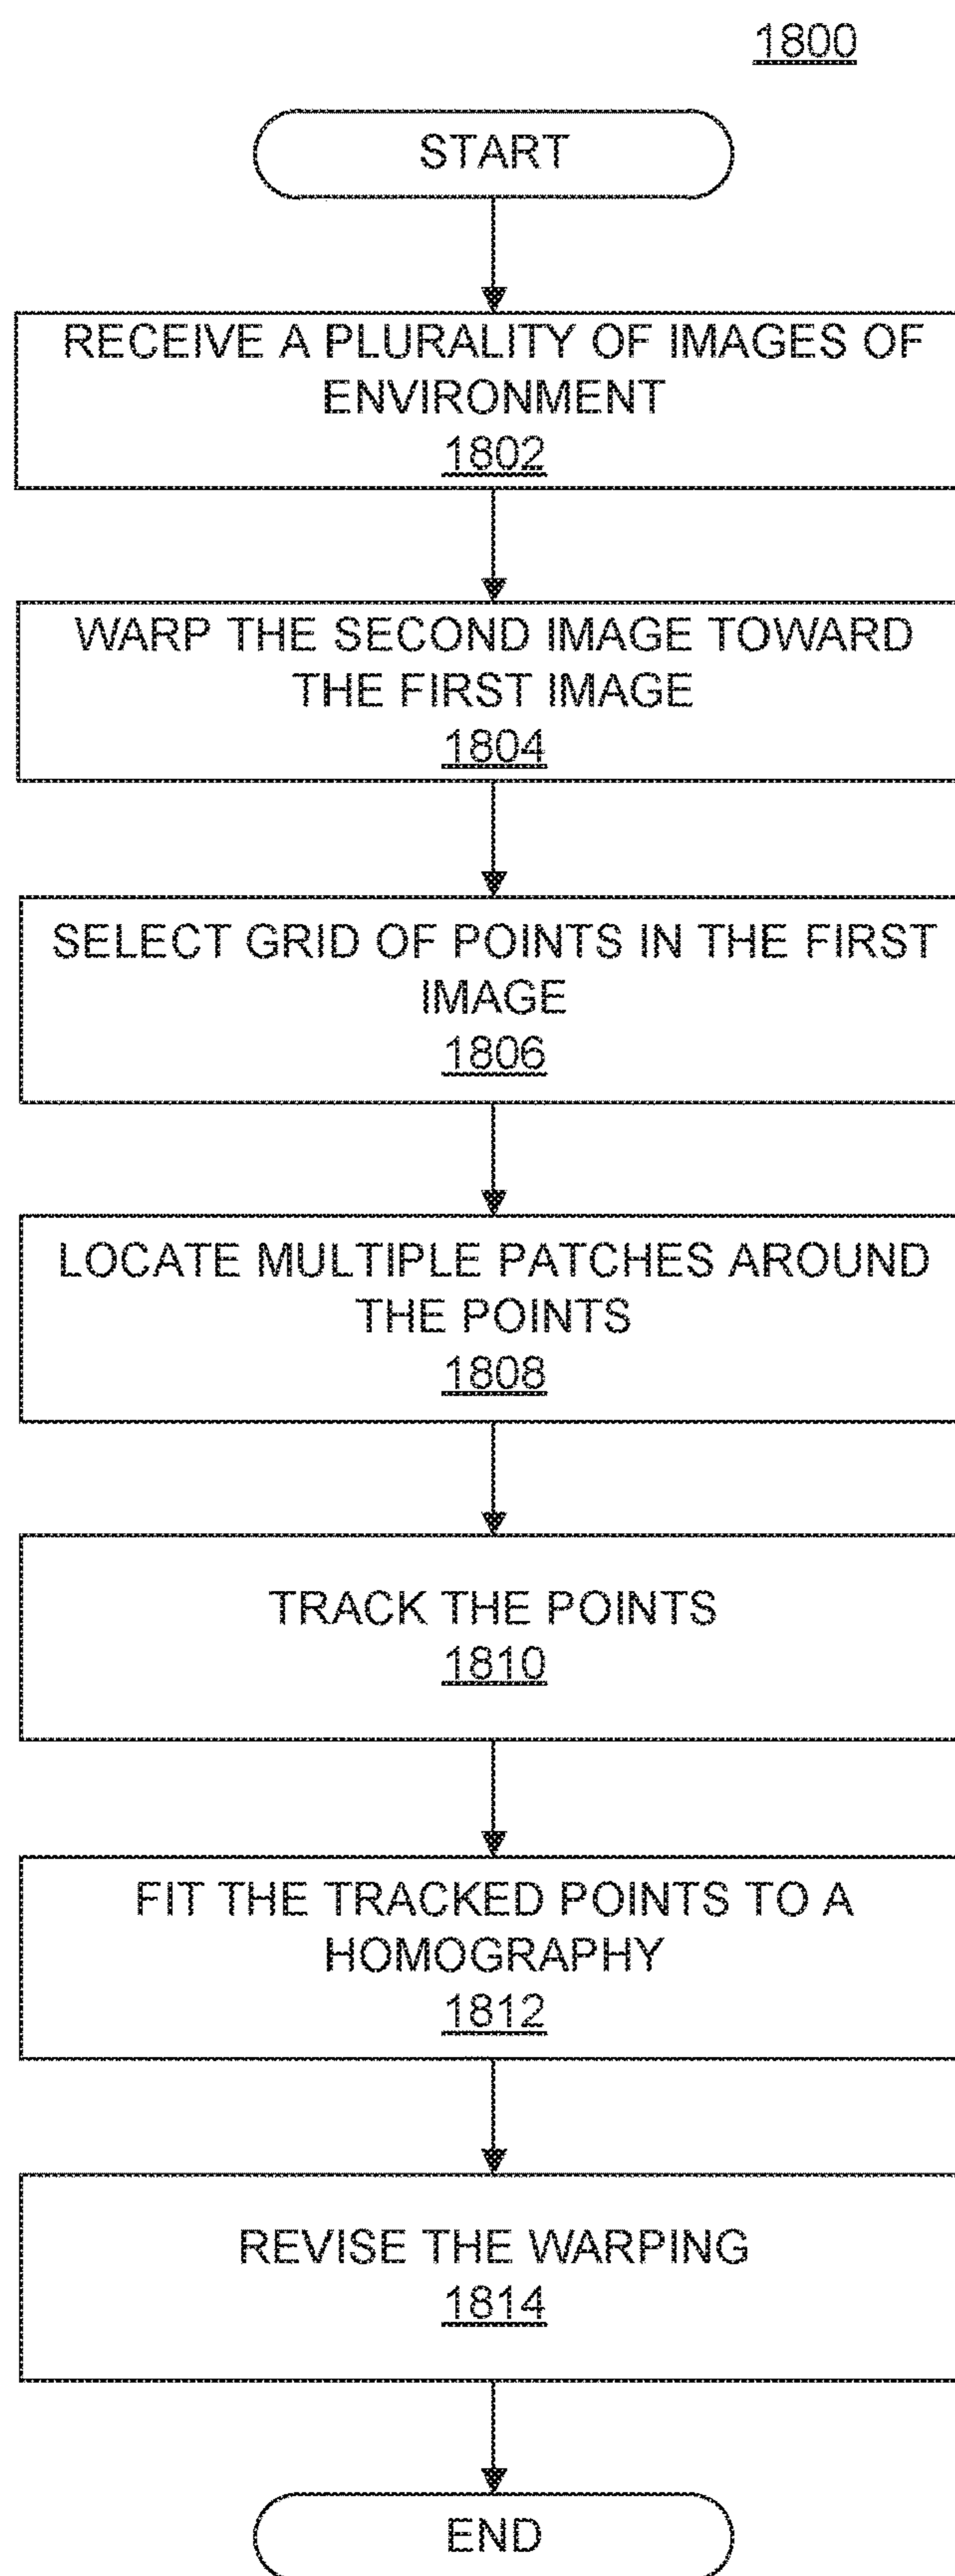 1800
START
RECEIVE A PLURALITY OF IMAGES OF
ENVIRONMENT
1802
WARP THE SECOND IMAGE TOWARD
THE FIRST IMAGE
1804
SELECT GRID OF POINTS IN THE FIRST
IMAGE
1806
LOCATE MULTIPLE PATCHES AROUND
THE POINTS
1808
TRACK THE POINTS
1810
FIT THE TRACKED POINTS TO A
HOMOGRAPHY
1812
REVISE THE WARPING
1814
END